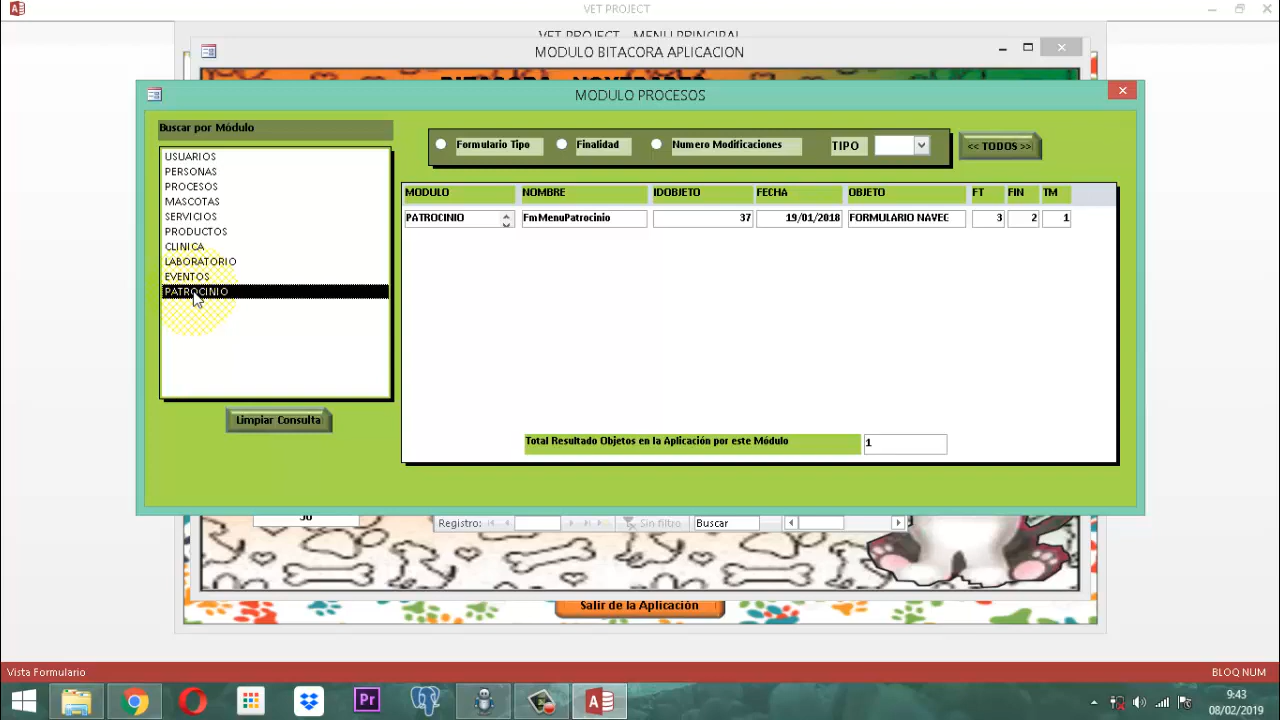 VET PROJECT
VET PROJECT - MENU PRINCIPAL
MODULO BITACORA APLICACION
MODULO PROCESOS
Buscar por Módulo
USUARIOS
PERSONAS
PROCESOS
MASCOTAS
SERVICIOS
PRODUCTOS
CLINICA
LABORATORIO
EVENTOS
PATROCINIO
Limpiar Consulta
Formulario Tipo Finalidad Numero Modificaciones TIPO << TODOS >>
MODULO NOMBRE IDOBJETO FECHA OBJETO FT FIN TM
PATROCINIO FmMenuPatrocinio 37 19/01/2018 FORMULARIO NAVEC 3 2 1
Total Resultado Objetos en la Aplicación por este Módulo 1
Registro: Sin filtro Buscar
Salir de la Aplicación
Vista Formulario BLOQ NUM
Pr
9:43
08/02/2019